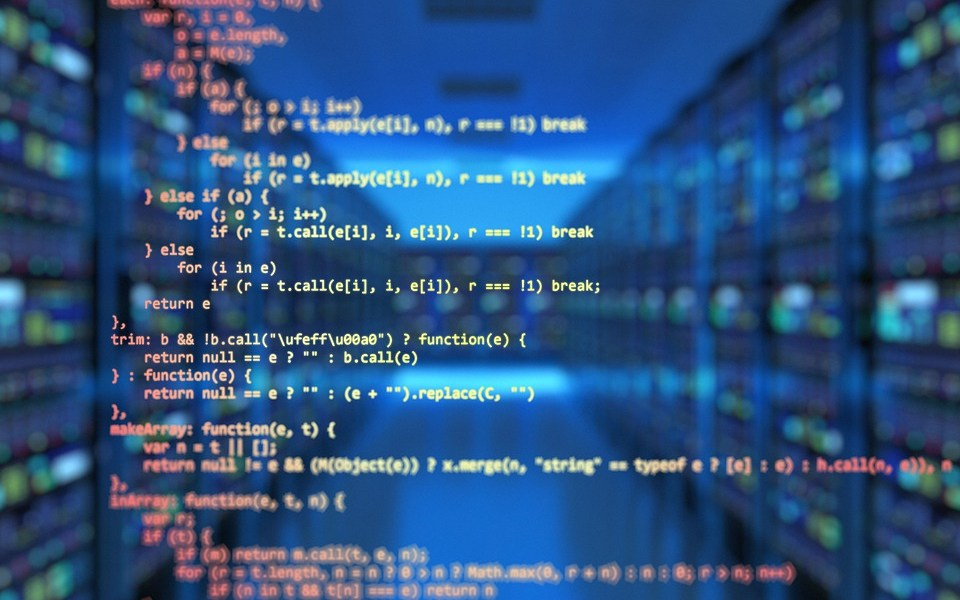 each: function(e, t, n) {
var r, i = 0,
o = e.length,
a = M(e);
if (n) {
if (a) {
for (; o > i; i++)
if (r = t.apply(e[i], n), r === !1) break
} else
for (i in e)
if (r = t.apply(e[i], n), r === !1) break
} else if (a) {
for (; o > i; i++)
if (r = t.call(e[i], i, e[i]), r === !1) break
} else
for (i in e)
if (r = t.call(e[i], i, e[i]), r === !1) break;
return e
},
trim: b && !b.call("\ufeff\u00a0") ? function(e) {
return null == e ? "" : b.call(e)
} : function(e) {
return null == e ? "" : (e + "").replace(C, "")
},
makeArray: function(e, t) {
var n = t || [];
return null != e && (M(Object(e)) ? x.merge(n, "string" == typeof e ? [e] : e) : h.call(n, e)), n
},
inArray: function(e, t, n) {
var r;
if (t) {
if (m) return m.call(t, e, n);
for (r = t.length, n = n ? 0 > n ? Math.max(0, r + n) : n : 0; r > n; n++)
if (n in t && t[n] === e) return n